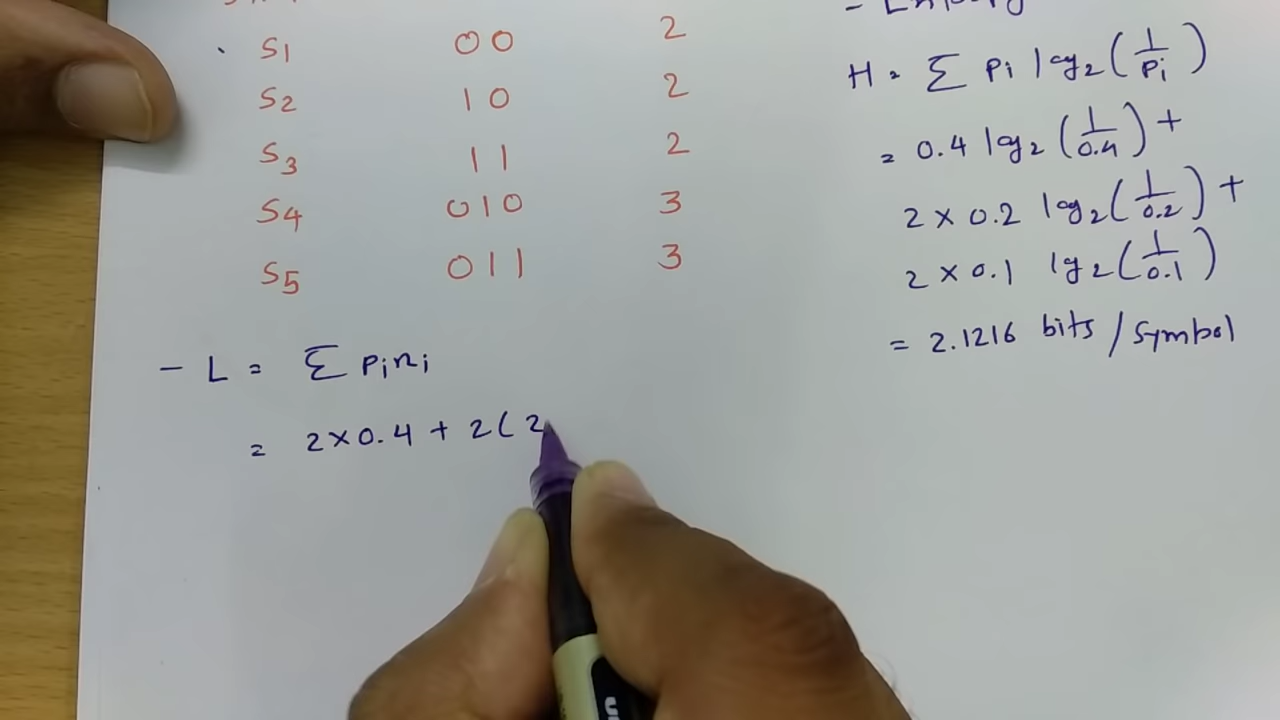 S1 00 2
S2 10 2
S3 11 2
S4 010 3
S5 011 3
- L = Σ Pini
= 2×0.4 + 2(2
H = Σ Pi log2(1/Pi)
= 0.4 log2(1/0.4) +
2 × 0.2 log2(1/0.2) +
2 × 0.1 log2(1/0.1)
= 2.1216 bits / Symbol